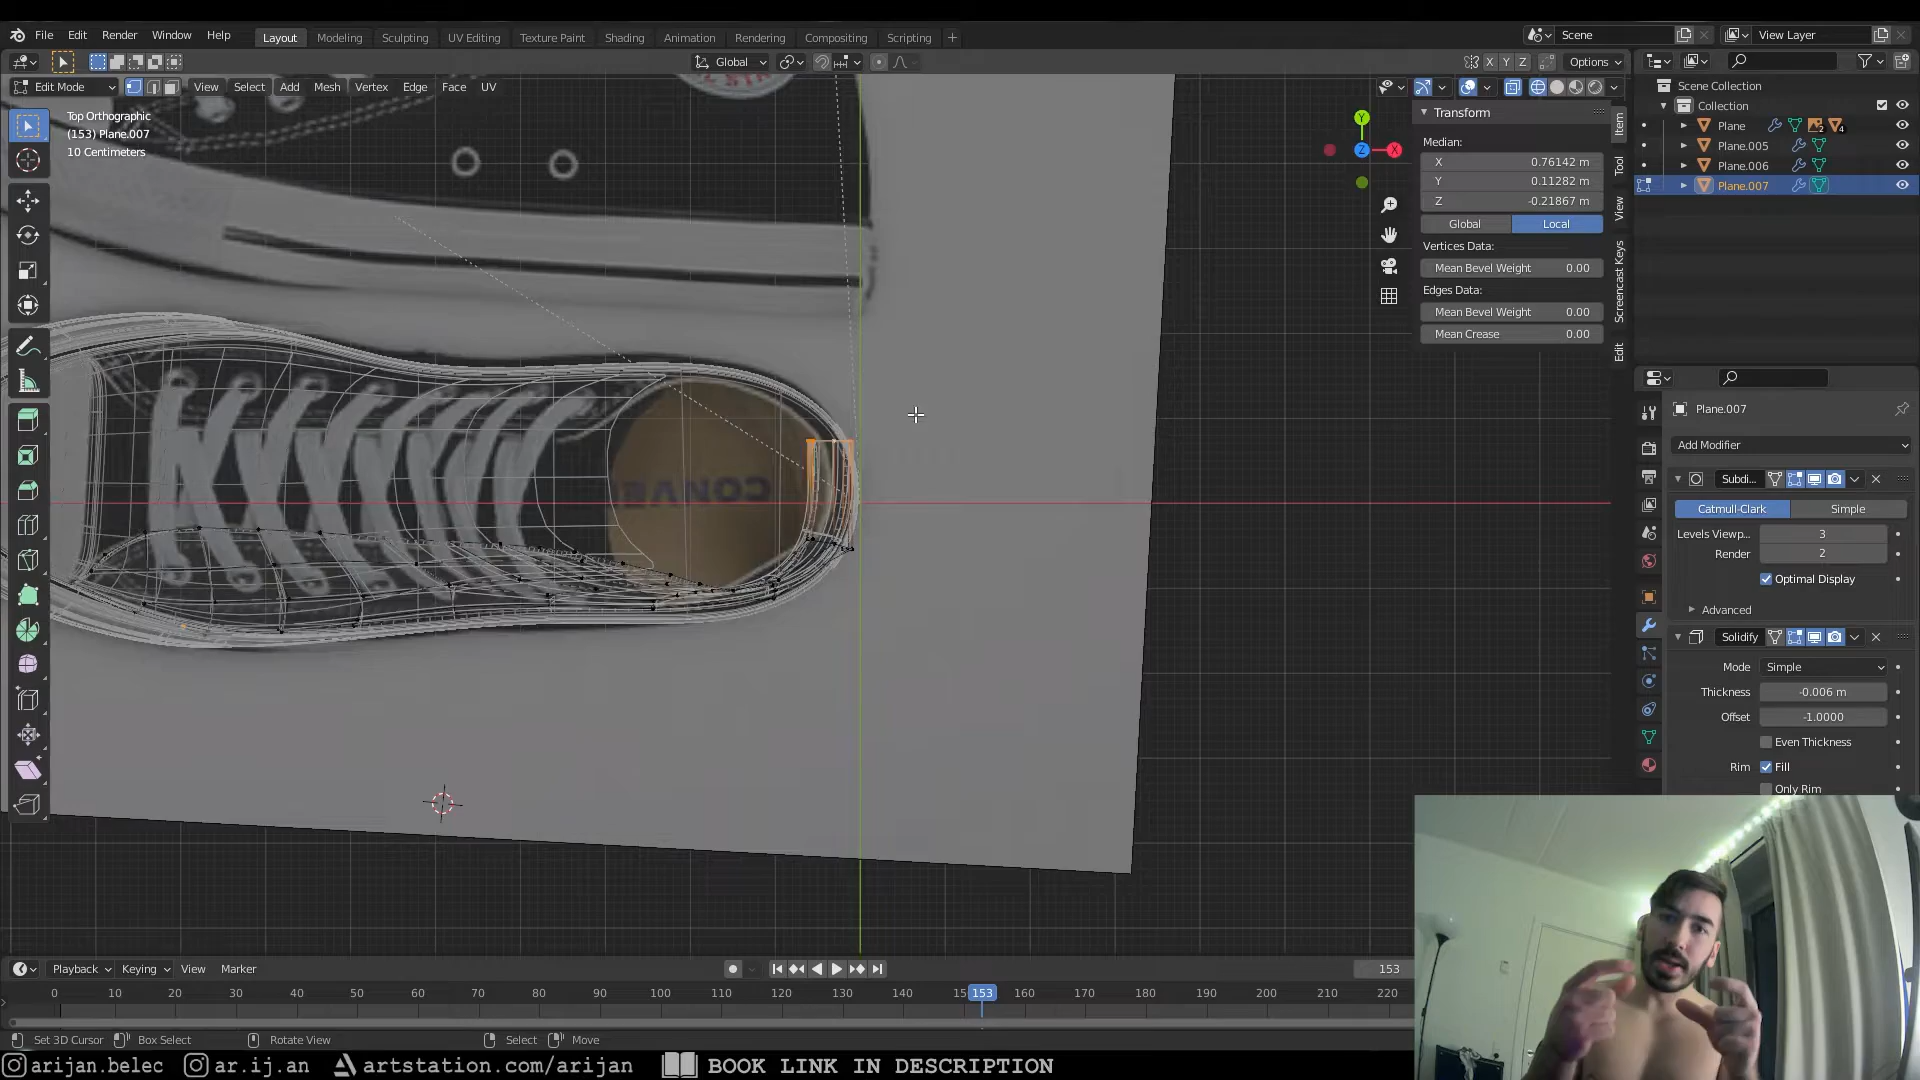 File Edit Render Window Help
Layout Modeling Sculpting UV Editing Texture Paint Shading Animation Rendering Compositing Scripting +
Scene
View Layer
Global
X Y Z Options
Edit Mode View Select Add Mesh Vertex Edge Face UV
Top Orthographic
(153) Plane.007
10 Centimeters
Y
Z
X
Transform
Median:
X 0.76142 m
Y 0.11282 m
Z -0.21867 m
Global Local
Vertices Data:
Mean Bevel Weight 0.00
Edges Data:
Mean Bevel Weight 0.00
Mean Crease 0.00
Item
Tool
View
Screencast Keys
Edit
Scene Collection
Collection
Plane 2 4
Plane.005
Plane.006
Plane.007
Plane.007
Add Modifier
Subdi...
Catmull-Clark Simple
Levels Viewp... 3
Render 2
Optimal Display
Advanced
Solidify
Mode Simple
Thickness -0.006 m
Offset -1.0000
Even Thickness
Rim Fill
Only Rim
Playback Keying View Marker
153
0 10 20 30 40 50 60 70 80 90 100 110 120 130 140 15 153 160 170 180 190 200 210 220
Set 3D Cursor Box Select Rotate View Select Move
arijan.belec ar.ij.an artstation.com/arijan BOOK LINK IN DESCRIPTION